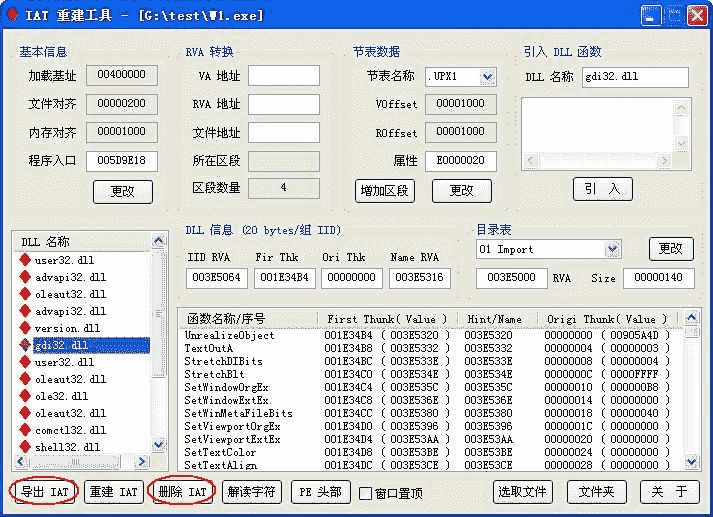 IAT 重建工具 - [G:\test\W1.exe]
基本信息
加载基址 00400000
文件对齐 00000200
内存对齐 00001000
程序入口 005D9E18
更改
RVA 转换
VA 地址
RVA 地址
文件地址
所在区段
区段数量 4
节表数据
节表名称 .UPX1
VOffset 00001000
ROffset 00001000
属性 E0000020
增加区段 更改
引入 DLL 函数
DLL 名称 gdi32.dll
引 入
DLL 名称
user32.dll
advapi32.dll
oleaut32.dll
advapi32.dll
version.dll
gdi32.dll
user32.dll
oleaut32.dll
ole32.dll
oleaut32.dll
comctl32.dll
shell32.dll
DLL 信息 (20 bytes/组 IID)
IID RVA Fir Thk Ori Thk Name RVA
003E5064 001E34B4 00000000 003E5316
目录表
01 Import 更改
003E5000 RVA Size 00000140
函数名称/序号 First Thunk( Value ) Hint/Name Origi Thunk( Value )
UnrealizeObject 001E34B4 ( 003E5320 ) 003E5320 00000000 ( 00905A4D )
TextOutA 001E34B8 ( 003E5332 ) 003E5332 00000004 ( 00000003 )
StretchDIBits 001E34BC ( 003E533E ) 003E533E 00000008 ( 00000004 )
StretchBlt 001E34C0 ( 003E534E ) 003E534E 0000000C ( 0000FFFF )
SetWindowOrgEx 001E34C4 ( 003E535C ) 003E535C 00000010 ( 000000B8 )
SetWindowExtEx 001E34C8 ( 003E536E ) 003E536E 00000014 ( 00000000 )
SetWinMetaFileBits 001E34CC ( 003E5380 ) 003E5380 00000018 ( 00000040 )
SetViewportOrgEx 001E34D0 ( 003E5396 ) 003E5396 0000001C ( 00000000 )
SetViewportExtEx 001E34D4 ( 003E53AA ) 003E53AA 00000020 ( 00000000 )
SetTextColor 001E34D8 ( 003E53BE ) 003E53BE 00000024 ( 00000000 )
SetTextAlign 001E34DC ( 003E53CE ) 003E53CE 00000028 ( 00000000 )
导出 IAT 重建 IAT 删除 IAT 解读字符 PE 头部 窗口置顶 选取文件 文件夹 关 于